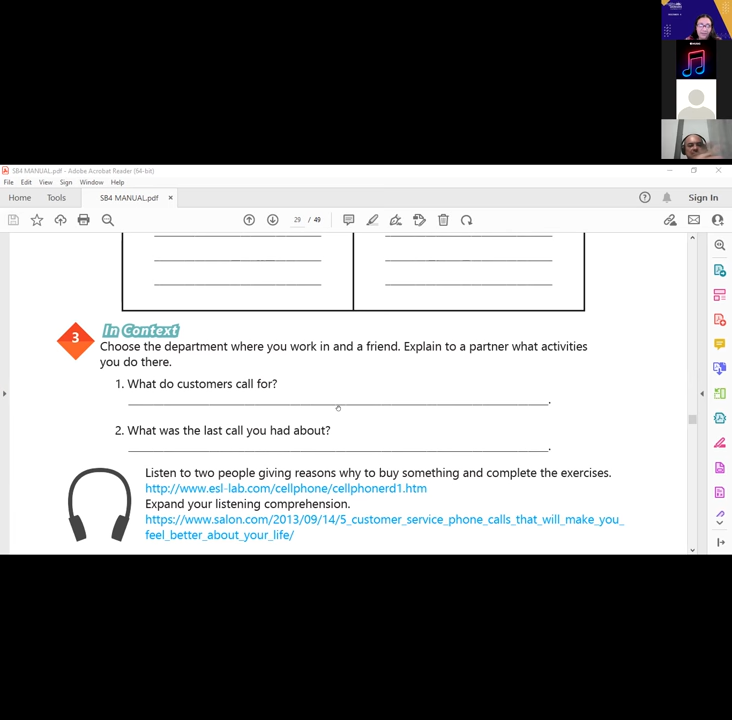 SB4 MANUAL.pdf - Adobe Acrobat Reader (64-bit)
File Edit View Sign Window Help
Home Tools SB4 MANUAL.pdf × Sign In
29 / 49
3 In Context
Choose the department where you work in and a friend. Explain to a partner what activities
you do there.
1. What do customers call for?
2. What was the last call you had about?
Listen to two people giving reasons why to buy something and complete the exercises.
http://www.esl-lab.com/cellphone/cellphonerd1.htm
Expand your listening comprehension.
https://www.salon.com/2013/09/14/5_customer_service_phone_calls_that_will_make_you_
feel_better_about_your_life/